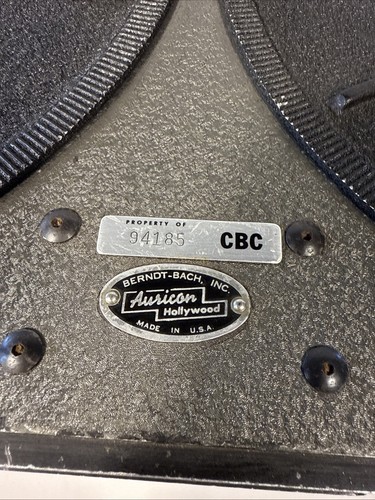 PROPERTY OF
94185 CBC
BERNDT-BACH, INC.
Auricon
Hollywood
MADE IN U.S.A.